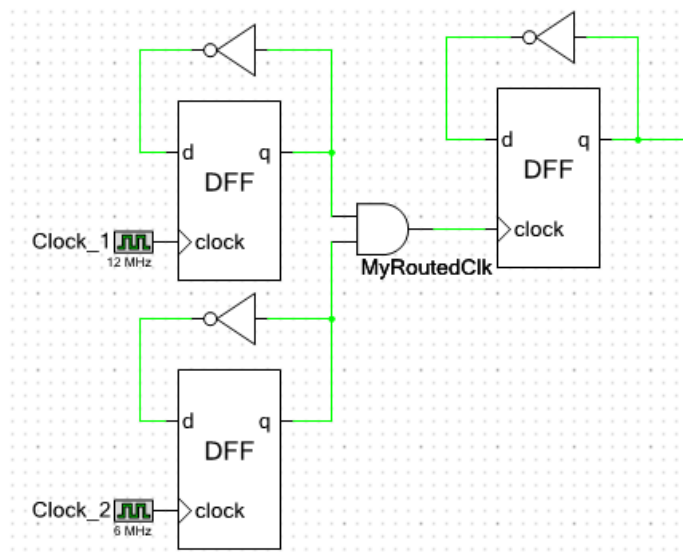 d q
DFF
Clock_1 clock
12 MHz
d q
DFF
clock
MyRoutedClk
d q
DFF
Clock_2 clock
6 MHz